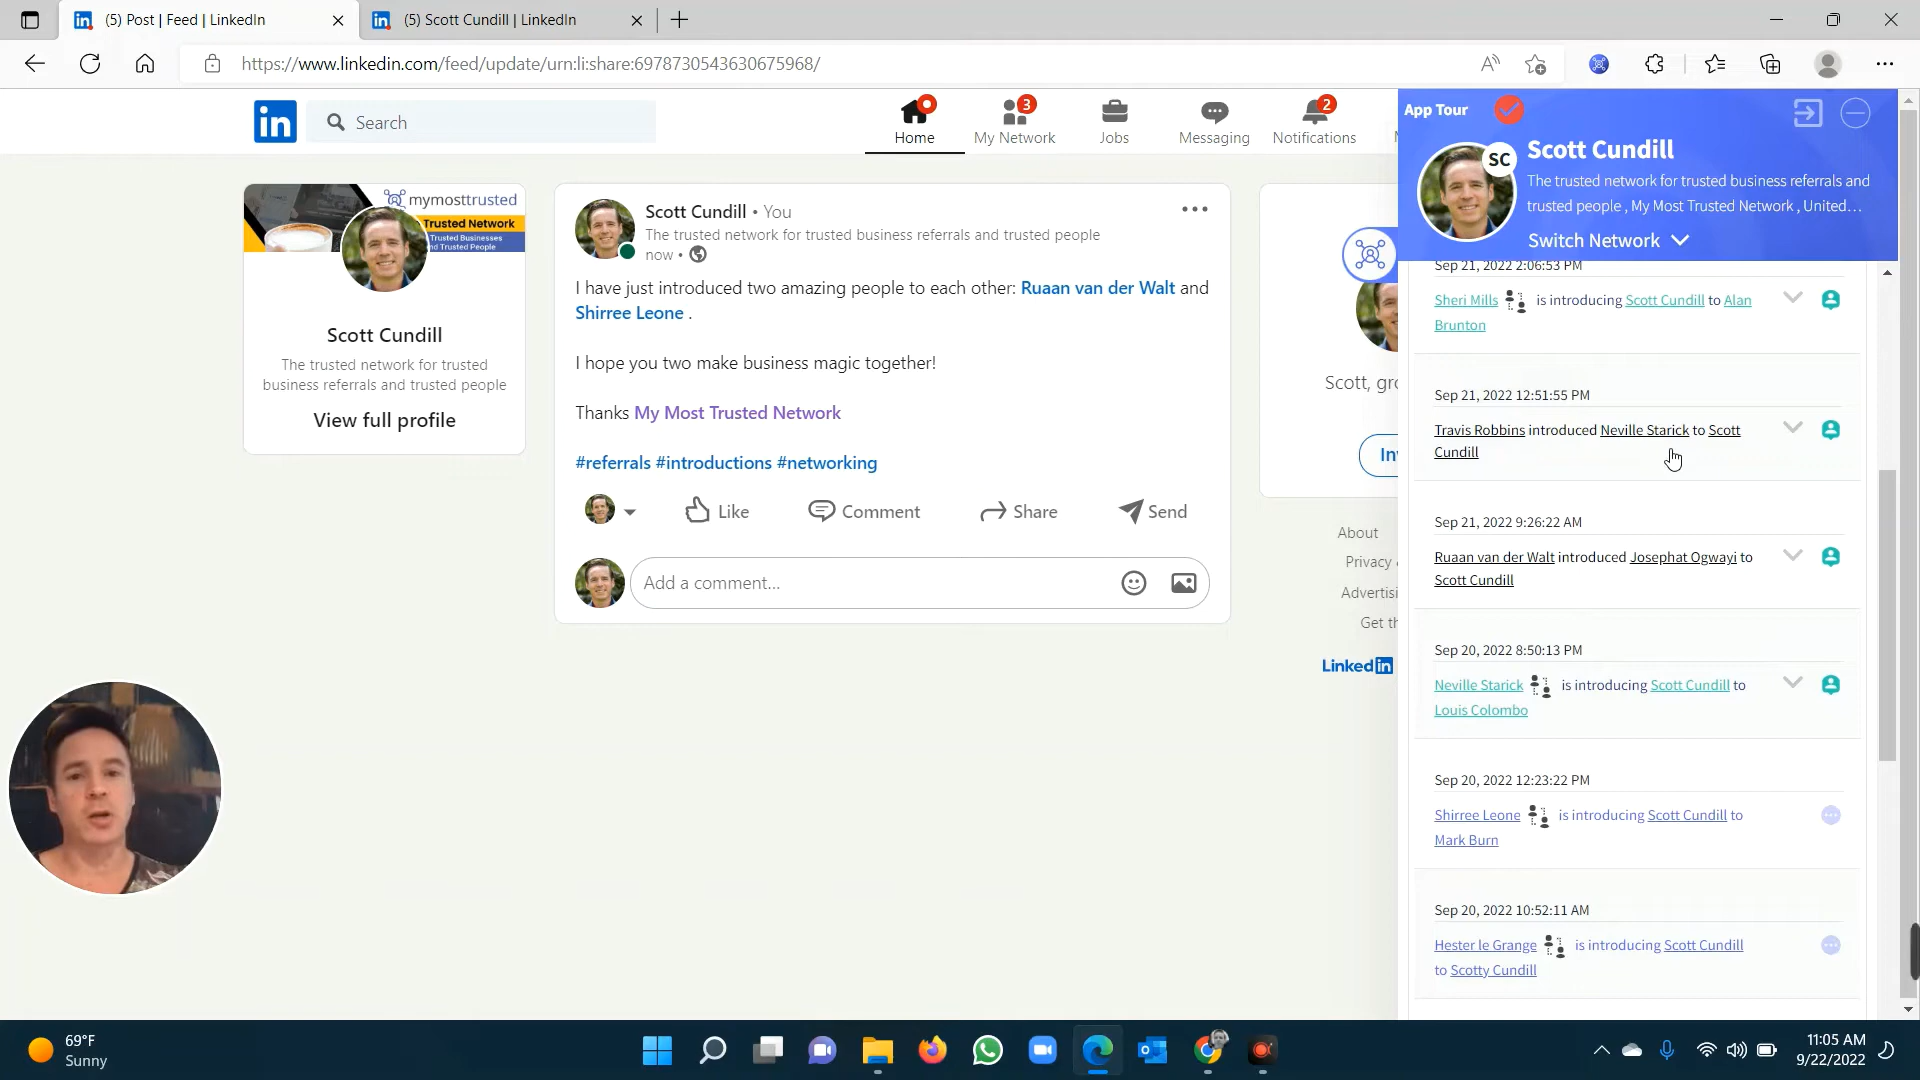 (5) Post | Feed | LinkedIn
(5) Scott Cundill | LinkedIn
https://www.linkedin.com/feed/update/urn:li:share:6978730543630675968/
in
Search
Home
3
My Network
Jobs
Messaging
2
Notifications
mymosttrusted
Trusted Network
Trusted Businesses
nd Trusted People
Scott Cundill
The trusted network for trusted
business referrals and trusted people
View full profile
Scott Cundill • You
The trusted network for trusted business referrals and trusted people
now •
I have just introduced two amazing people to each other: Ruaan van der Walt and
Shirree Leone .
I hope you two make business magic together!
Thanks My Most Trusted Network
#referrals #introductions #networking
Like
Comment
Share
Send
Add a comment...
Scott, gro
In
About
Privacy
Advertisi
Get th
Linkedin
App Tour
SC
Scott Cundill
The trusted network for trusted business referrals and
trusted people , My Most Trusted Network , United...
Switch Network
Sep 21, 2022 2:06:53 PM
Sheri Mills is introducing Scott Cundill to Alan
Brunton
Sep 21, 2022 12:51:55 PM
Travis Robbins introduced Neville Starick to Scott
Cundill
Sep 21, 2022 9:26:22 AM
Ruaan van der Walt introduced Josephat Ogwayi to
Scott Cundill
Sep 20, 2022 8:50:13 PM
Neville Starick is introducing Scott Cundill to
Louis Colombo
Sep 20, 2022 12:23:22 PM
Shirree Leone is introducing Scott Cundill to
Mark Burn
Sep 20, 2022 10:52:11 AM
Hester le Grange is introducing Scott Cundill
to Scotty Cundill
69°F
Sunny
11:05 AM
9/22/2022